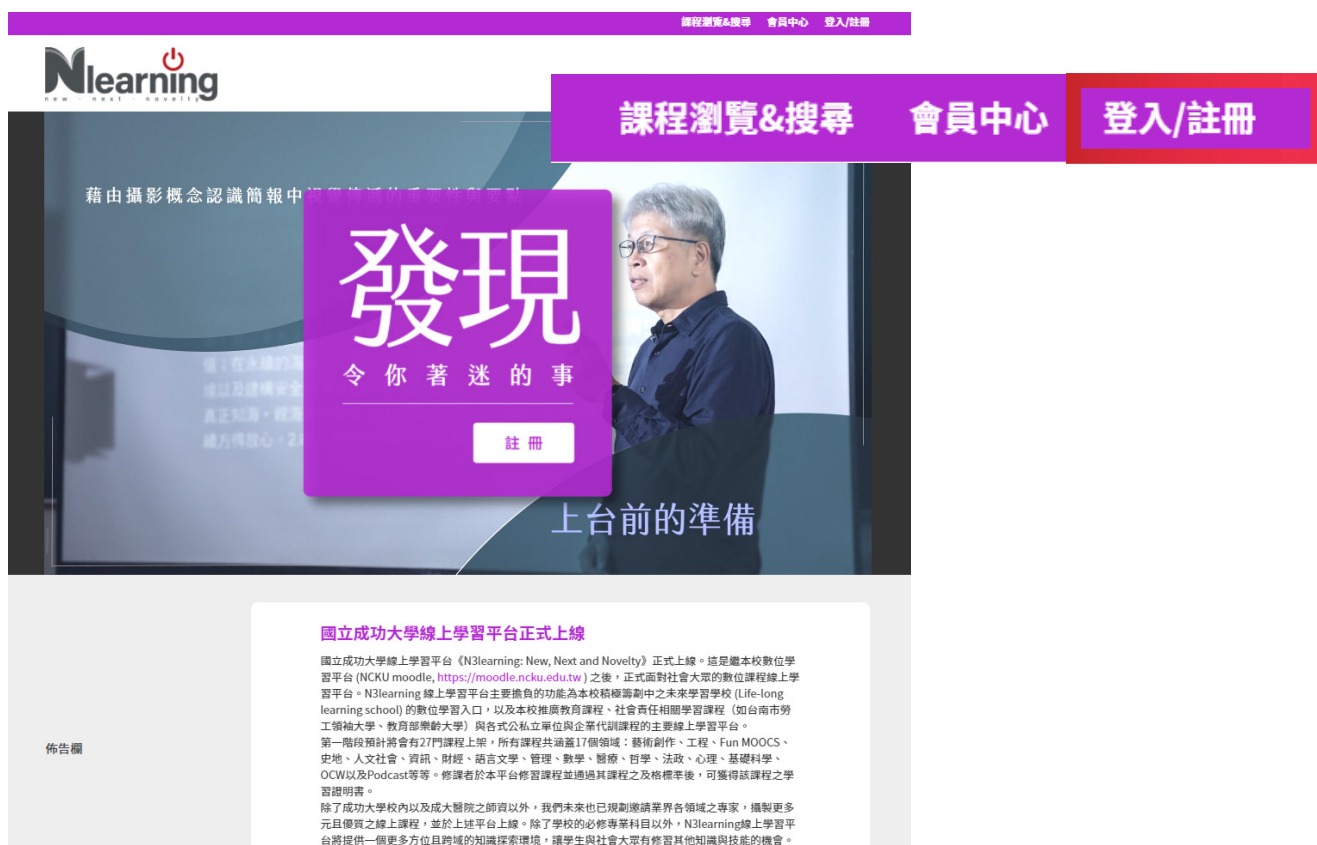 課程瀏覽&搜尋 會員中心 登入/註冊
Nlearning
new · next · novelty
課程瀏覽&搜尋 會員中心 登入/註冊
藉由攝影概念認識簡報中視覺傳遞的重要性與要點
發現
令你著迷的事
註冊
上台前的準備
國立成功大學線上學習平台正式上線
國立成功大學線上學習平台《N3learning: New, Next and Novelty》正式上線。這是繼本校數位學
習平台 (NCKU moodle, https://moodle.ncku.edu.tw ) 之後，正式面對社會大眾的數位課程線上學
習平台。N3learning 線上學習平台主要擔負的功能為本校積極籌劃中之未來學習學校 (Life-long
learning school) 的數位學習入口，以及本校推廣教育課程、社會責任相關學習課程（如台南市勞
工領袖大學、教育部樂齡大學）與各式公私立單位與企業代訓課程的主要線上學習平台。
第一階段預計將會有27門課程上架，所有課程共涵蓋17個領域：藝術創作、工程、Fun MOOCS、
史地、人文社會、資訊、財經、語言文學、管理、數學、醫療、哲學、法政、心理、基礎科學、
OCW以及Podcast等等。修課者於本平台修習課程並通過其課程之及格標準後，可獲得該課程之學
習證明書。
除了成功大學校內以及成大醫院之師資以外，我們未來也已規劃邀請業界各領域之專家，攝製更多
元且優質之線上課程，並於上述平台上線。除了學校的必修專業科目以外，N3learning線上學習平
台將提供一個更多方位且跨域的知識探索環境，讓學生與社會大眾有修習其他知識與技能的機會。
佈告欄